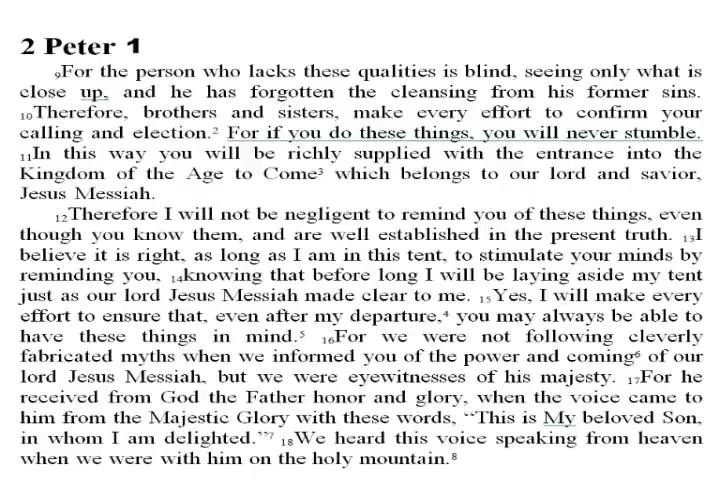 2 Peter 1
9For the person who lacks these qualities is blind, seeing only what is
close up, and he has forgotten the cleansing from his former sins.
10Therefore, brothers and sisters, make every effort to confirm your
calling and election.2 For if you do these things, you will never stumble.
11In this way you will be richly supplied with the entrance into the
Kingdom of the Age to Come3 which belongs to our lord and savior,
Jesus Messiah.
12Therefore I will not be negligent to remind you of these things, even
though you know them, and are well established in the present truth. 13I
believe it is right, as long as I am in this tent, to stimulate your minds by
reminding you, 14knowing that before long I will be laying aside my tent
just as our lord Jesus Messiah made clear to me. 15Yes, I will make every
effort to ensure that, even after my departure,4 you may always be able to
have these things in mind.5 16For we were not following cleverly
fabricated myths when we informed you of the power and coming6 of our
lord Jesus Messiah, but we were eyewitnesses of his majesty. 17For he
received from God the Father honor and glory, when the voice came to
him from the Majestic Glory with these words, “This is My beloved Son,
in whom I am delighted.”7 18We heard this voice speaking from heaven
when we were with him on the holy mountain.8